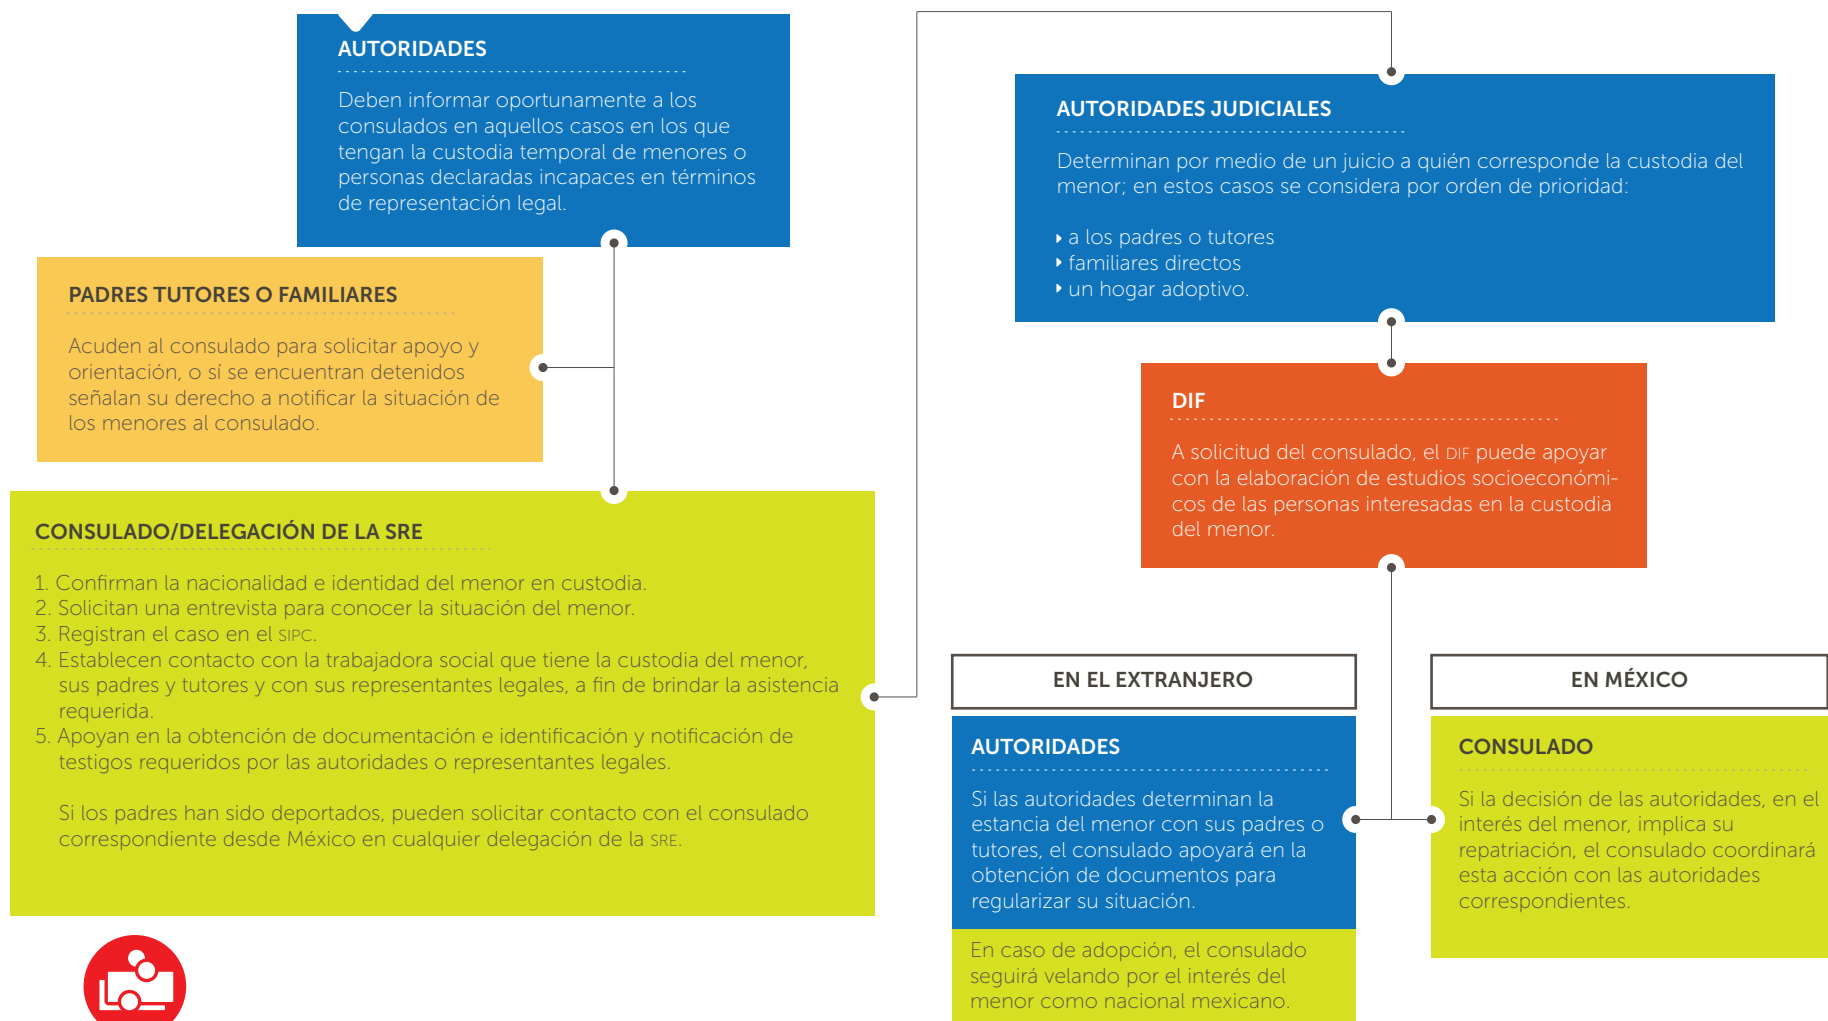 AUTORIDADES
Deben informar oportunamente a los
consulados en aquellos casos en los que
tengan la custodia temporal de menores o
personas declaradas incapaces en términos
de representación legal.
PADRES TUTORES O FAMILIARES
Acuden al consulado para solicitar apoyo y
orientación, o sí se encuentran detenidos
señalan su derecho a notificar la situación de
los menores al consulado.
CONSULADO/DELEGACIÓN DE LA SRE
1. Confirman la nacionalidad e identidad del menor en custodia.
2. Solicitan una entrevista para conocer la situación del menor.
3. Registran el caso en el SIPC.
4. Establecen contacto con la trabajadora social que tiene la custodia del menor,
sus padres y tutores y con sus representantes legales, a fin de brindar la asistencia
requerida.
5. Apoyan en la obtención de documentación e identificación y notificación de
testigos requeridos por las autoridades o representantes legales.
Si los padres han sido deportados, pueden solicitar contacto con el consulado
correspondiente desde México en cualquier delegación de la SRE.
AUTORIDADES JUDICIALES
Determinan por medio de un juicio a quién corresponde la custodia del
menor; en estos casos se considera por orden de prioridad:
a los padres o tutores
familiares directos
un hogar adoptivo.
DIF
A solicitud del consulado, el DIF puede apoyar
con la elaboración de estudios socioeconómi-
cos de las personas interesadas en la custodia
del menor.
EN EL EXTRANJERO
AUTORIDADES
Si las autoridades determinan la
estancia del menor con sus padres o
tutores, el consulado apoyará en la
obtención de documentos para
regularizar su situación.
En caso de adopción, el consulado
seguirá velando por el interés del
menor como nacional mexicano.
EN MÉXICO
CONSULADO
Si la decisión de las autoridades, en el
interés del menor, implica su
repatriación, el consulado coordinará
esta acción con las autoridades
correspondientes.